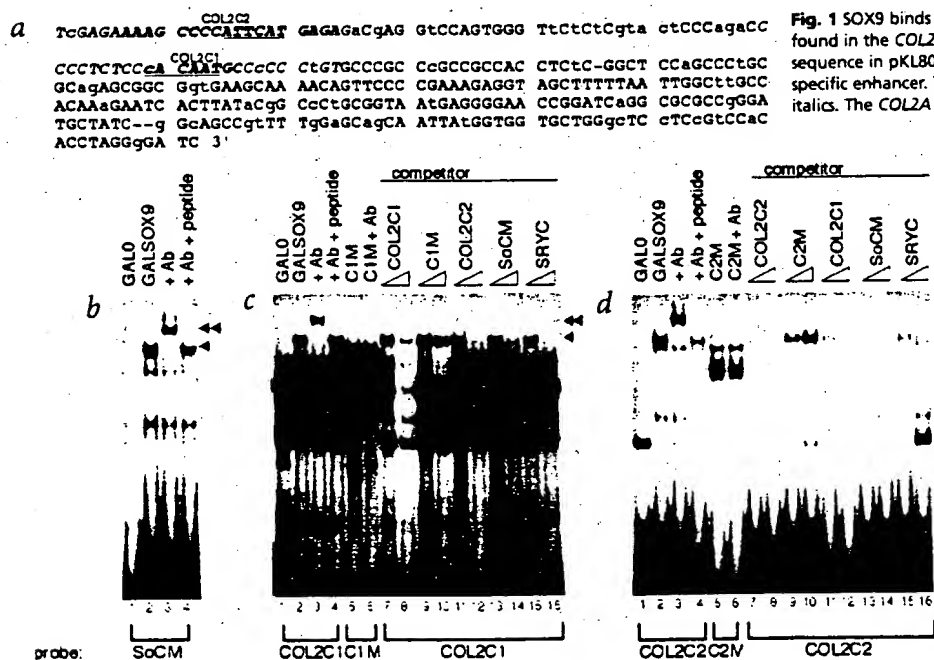 a
COL2C2
TcGAGAAAAG CCCCATTCAT GAGAGaCgAG gtCCAGTGGG ttCtCtCgta ctCCCagaCC
COL2C1
CCCTCTCCcA CAATGCCcCC CtGTGCCCGC CcCGCCGCCACC CTCTC-GGCT CCaGCCCtGC
GCagAGCGGC GGtGAAGCAA AACAGTTCCC CGRAAAGAGGT AGCTTTTTAA TTGGCttGCC
ACAAaGAATC ACTTATacgG CCCtGCGGTA AtGAGGGGAAC CGGATCAggC GCGCCgGGA
TGCTATC--g GcAGCCGtTT TgGAGCagCA ATTATGGTGG TGCTGGgCTC CtCcGtCCaC
ACCTAGGgGA TC 3'
Fig. 1 SOX9 binds
found in the COL2
sequence in pKL80
specific enhancer.
italics. The COL2A
b
GAL0
GALSOX9
+ Ab
+ Ab + peptide
1 2 3 4
SoCM
c
competitor
GAL0
GALSOX9
+ Ab
+ Ab + peptide
C1M
C1M + Ab
COL2C1
C1M
COL2C2
SoCM
SRYC
1 2 3 4 5 6 7 8 9 10 11 12 13 14 15 16
COL2C1 C1M COL2C1
d
competitor
GAL0
GALSOX9
+ Ab
+ Ab + peptide
C2M
C2M + Ab
COL2C2
C2M
COL2C1
SoCM
SRYC
1 2 3 4 5 6 7 8 9 10 11 12 13 14 15 16
COL2C2 C2M COL2C2
probe: